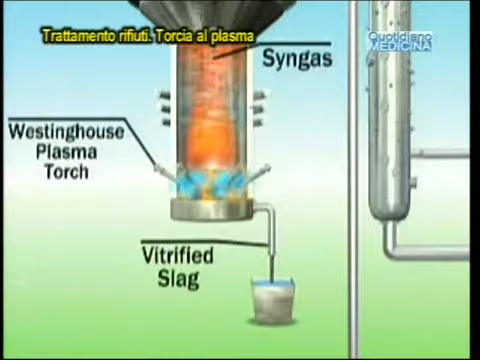 Trattamento rifiuti. Torcia al plasma
Quotidiano
MEDICINA
Syngas
Westinghouse
Plasma
Torch
Vitrified
Slag